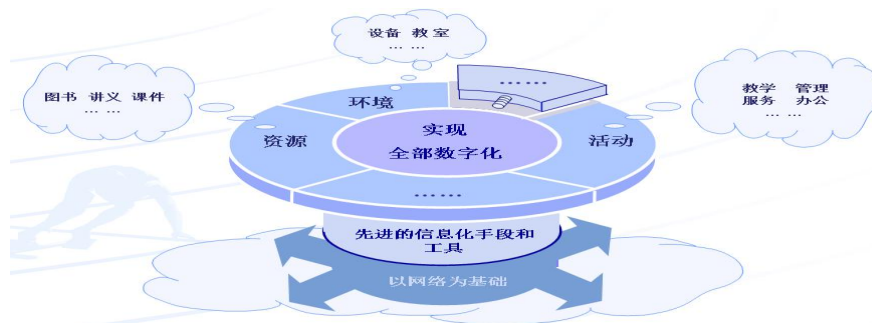 设备 教室
… …
图书 讲义 课件
… …
教学 管理
服务 办公
… …
环境
……
资源
实现
全部数字化
活动
……
先进的信息化手段和
工具
以网络为基础